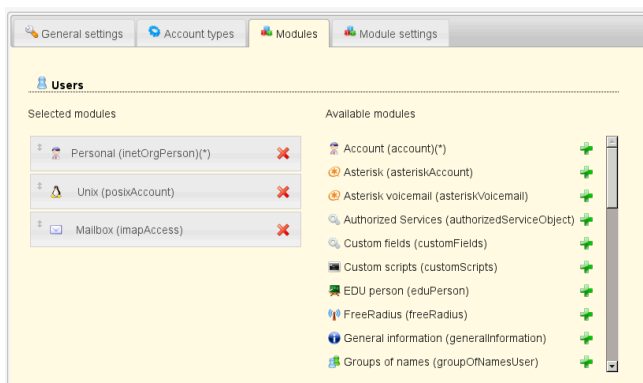 General settings
Account types
Modules
Module settings
Users
Selected modules
Available modules
Personal (inetOrgPerson)(*)
Unix (posixAccount)
Mailbox (imapAccess)
Account (account)(*)
Asterisk (asteriskAccount)
Asterisk voicemail (asteriskVoicemail)
Authorized Services (authorizedServiceObject)
Custom fields (customFields)
Custom scripts (customScripts)
EDU person (eduPerson)
FreeRadius (freeRadius)
General information (generalInformation)
Groups of names (groupOfNamesUser)